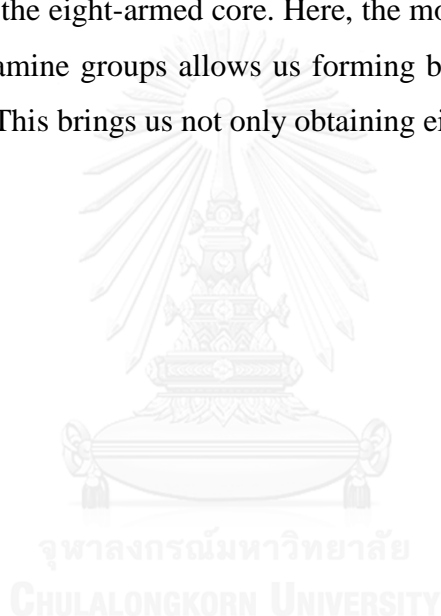 the eight-armed core. Here, the mo
amine groups allows us forming b
This brings us not only obtaining ei
จุฬาลงกรณ์มหาวิทยาลัย
CHULALONGKORN UNIVERSITY